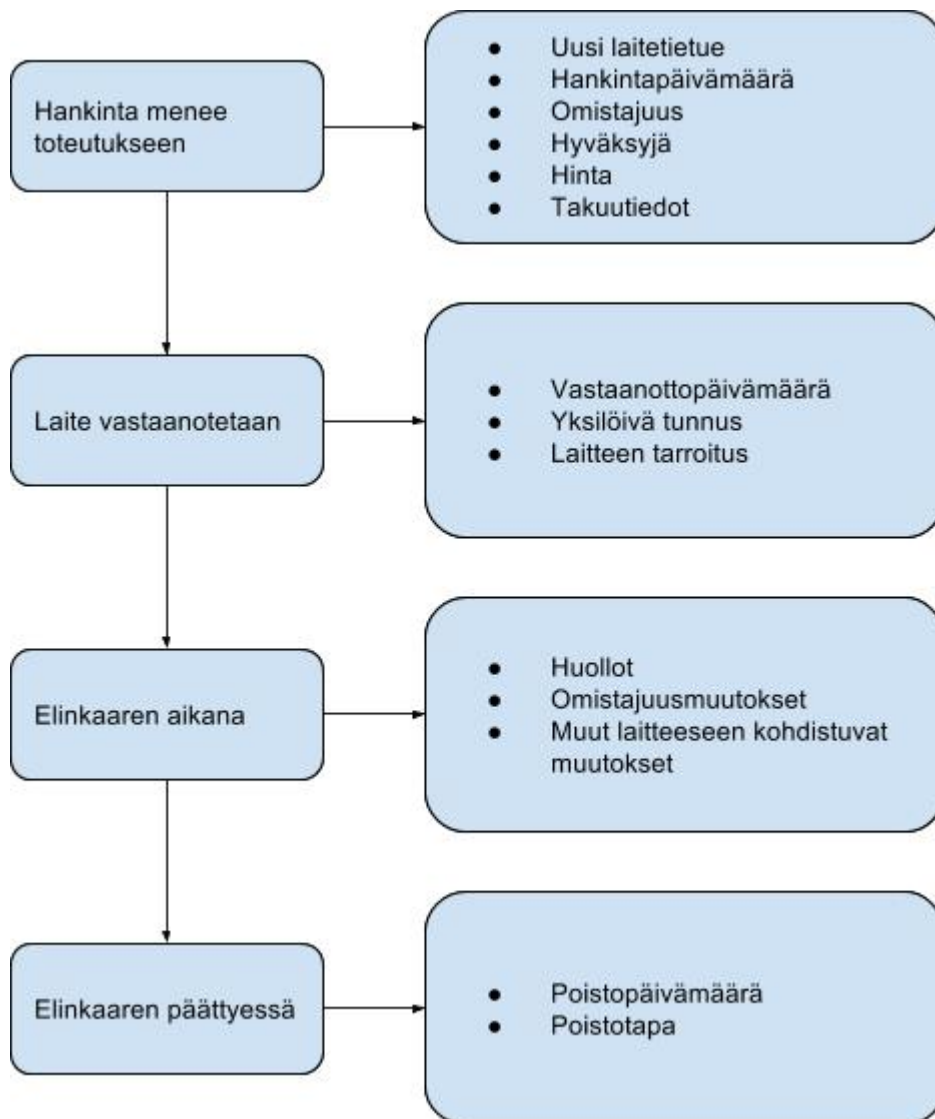 Hankinta menee
toteutukseen
● Uusi laitetietue
● Hankintapäivämäärä
● Omistajuus
● Hyväksyjä
● Hinta
● Takuutiedot
Laite vastaanotetaan
● Vastaanottopäivämäärä
● Yksilöivä tunnus
● Laitteen tarroitus
Elinkaaren aikana
● Huollot
● Omistajuusmuutokset
● Muut laitteeseen kohdistuvat
muutokset
Elinkaaren päättyessä
● Poistopäivämäärä
● Poistotapa